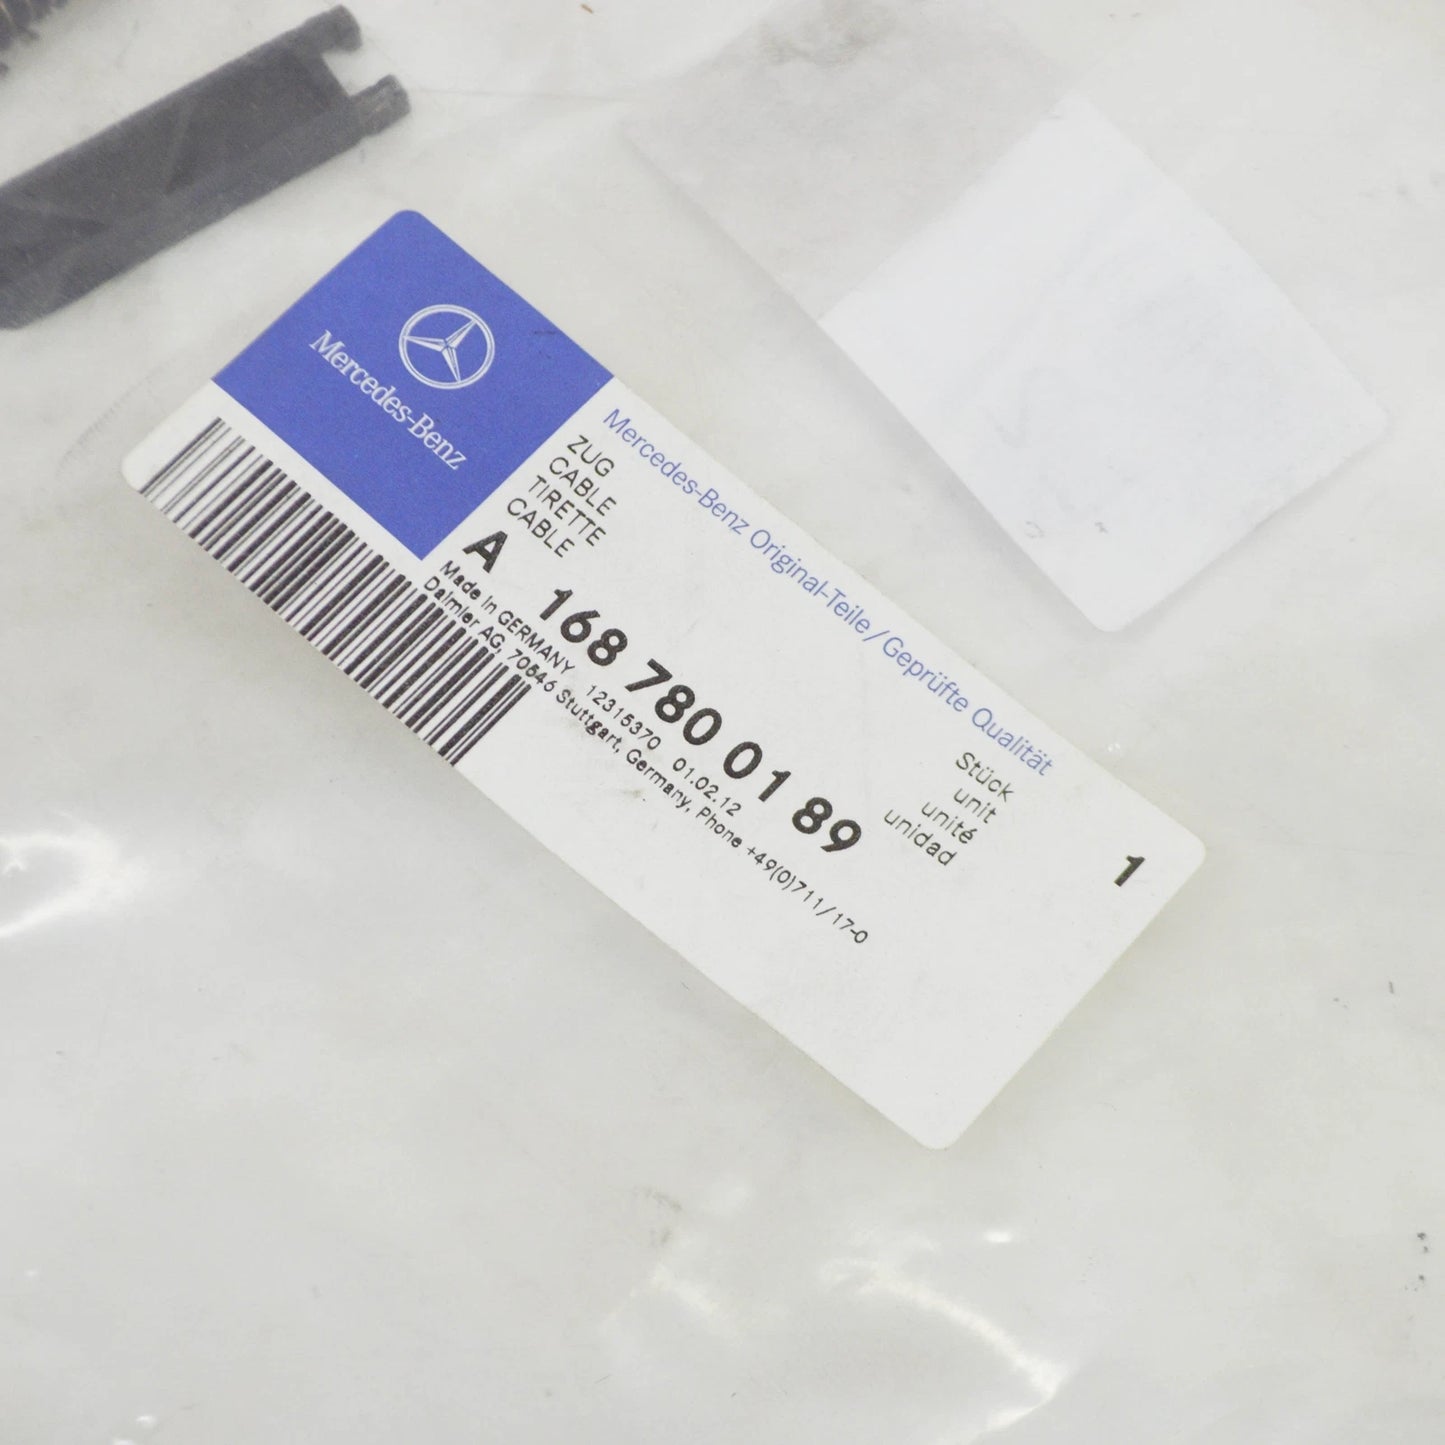 Mercedes-Benz
Mercedes-Benz Original-Teile / Geprüfte Qualität
ZUG
CABLE
TIRETTE
CABLE
Stück
unit
unité
unidad
1
A 168 780 01 89
Made in GERMANY 12315370 01.02.12
Daimler AG, 70546 Stuttgart, Germany, Phone +49(0)711/17-0